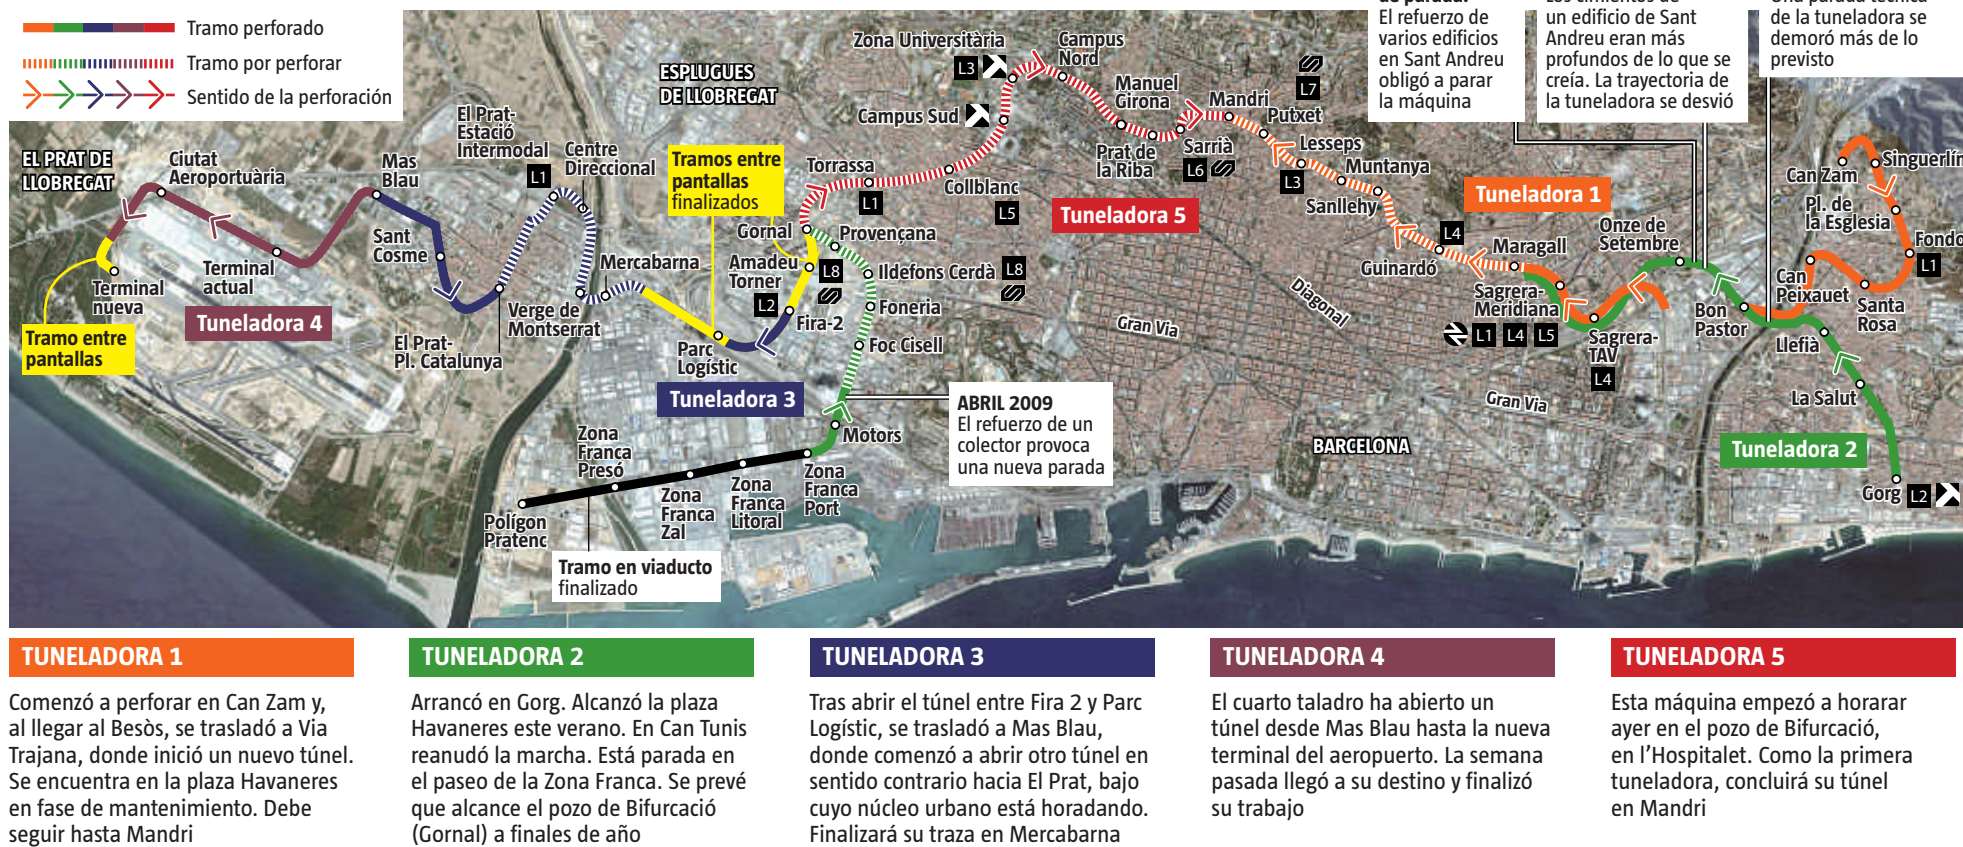 Tramo perforado
Tramo por perforar
Sentido de la perforación
El refuerzo de
varios edificios
en Sant Andreu
obligó a parar
la máquina
un edificio de Sant
Andreu eran más
profundos de lo que se
creía. La trayectoria de
la tuneladora se desvió
de la tuneladora se
demoró más de lo
previsto
EL PRAT DE
LLOBREGAT
Ciutat
Aeroportuària
Mas
Blau
El Prat-
Estació
Intermodal
L1
Centre
Direccional
ESPLUGUES
DE LLOBREGAT
Tramos entre
pantallas
finalizados
Zona Universitària
L3
Campus
Nord
Campus Sud
Manuel
Girona
Mandri
L7
Putxet
Lesseps
L3
Muntanya
Sanllehy
Prat de
la Riba
Sarrià
L6
Torrassa
L1
Collblanc
L5
Tuneladora 5
Tuneladora 1
Gornal
Provençana
Amadeu
Torner
L2
L8
Ildefons Cerdà
L8
Foneria
Foc Cisell
Fira-2
Mercabarna
Parc
Logístic
Tuneladora 3
Sant
Cosme
Terminal
actual
Terminal
nueva
Tuneladora 4
Tramo entre
pantallas
El Prat-
Pl. Catalunya
Verge de
Montserrat
L4
Guinardó
Maragall
Onze de
Setembre
Sagrera-
Meridiana
L1
L4
L5
Sagrera-
TAV
L4
Bon
Pastor
Can Zam
Singuerlín
Pl. de
la Esglesia
Fondo
L1
Can
Peixauet
Santa
Rosa
Llefià
La Salut
Tuneladora 2
Gorg
L2
Diagonal
Gran Via
Gran Via
BARCELONA
ABRIL 2009
El refuerzo de un
colector provoca
una nueva parada
Motors
Zona
Franca
Port
Zona
Franca
Litoral
Zona
Franca
Zal
Zona
Franca
Presó
Polígon
Pratenc
Tramo en viaducto
finalizado
TUNELADORA 1
Comenzó a perforar en Can Zam y,
al llegar al Besòs, se trasladó a Via
Trajana, donde inició un nuevo túnel.
Se encuentra en la plaza Havaneres
en fase de mantenimiento. Debe
seguir hasta Mandri
TUNELADORA 2
Arrancó en Gorg. Alcanzó la plaza
Havaneres este verano. En Can Tunis
reanudó la marcha. Está parada en
el paseo de la Zona Franca. Se prevé
que alcance el pozo de Bifurcació
(Gornal) a finales de año
TUNELADORA 3
Tras abrir el túnel entre Fira 2 y Parc
Logístic, se trasladó a Mas Blau,
donde comenzó a abrir otro túnel en
sentido contrario hacia El Prat, bajo
cuyo núcleo urbano está horadando.
Finalizará su traza en Mercabarna
TUNELADORA 4
El cuarto taladro ha abierto un
túnel desde Mas Blau hasta la nueva
terminal del aeropuerto. La semana
pasada llegó a su destino y finalizó
su trabajo
TUNELADORA 5
Esta máquina empezó a horarar
ayer en el pozo de Bifurcació,
en l'Hospitalet. Como la primera
tuneladora, concluirá su túnel
en Mandri